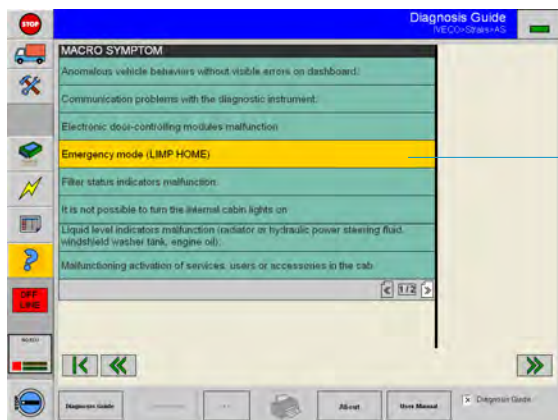 STOP
Diagnosis Guide
IVECO>Stralis>AS
MACRO SYMPTOM
Anomalous vehicle behaviors without visible errors on dashboard.
Communication problems with the diagnostic instrument.
Electronic door-controlling modules malfunction
Emergency mode (LIMP HOME)
Filter status indicators malfunction.
It is not possible to turn the internal cabin lights on
Liquid level indicators malfunction (radiator or hydraulic power steering fluid,
windshield washer tank, engine oil).
Malfunctioning activation of services, users or accessories in the cab
1/2
OFF
LINE
Diagnosis Guide
About
User Manual
Diagnosis Guide